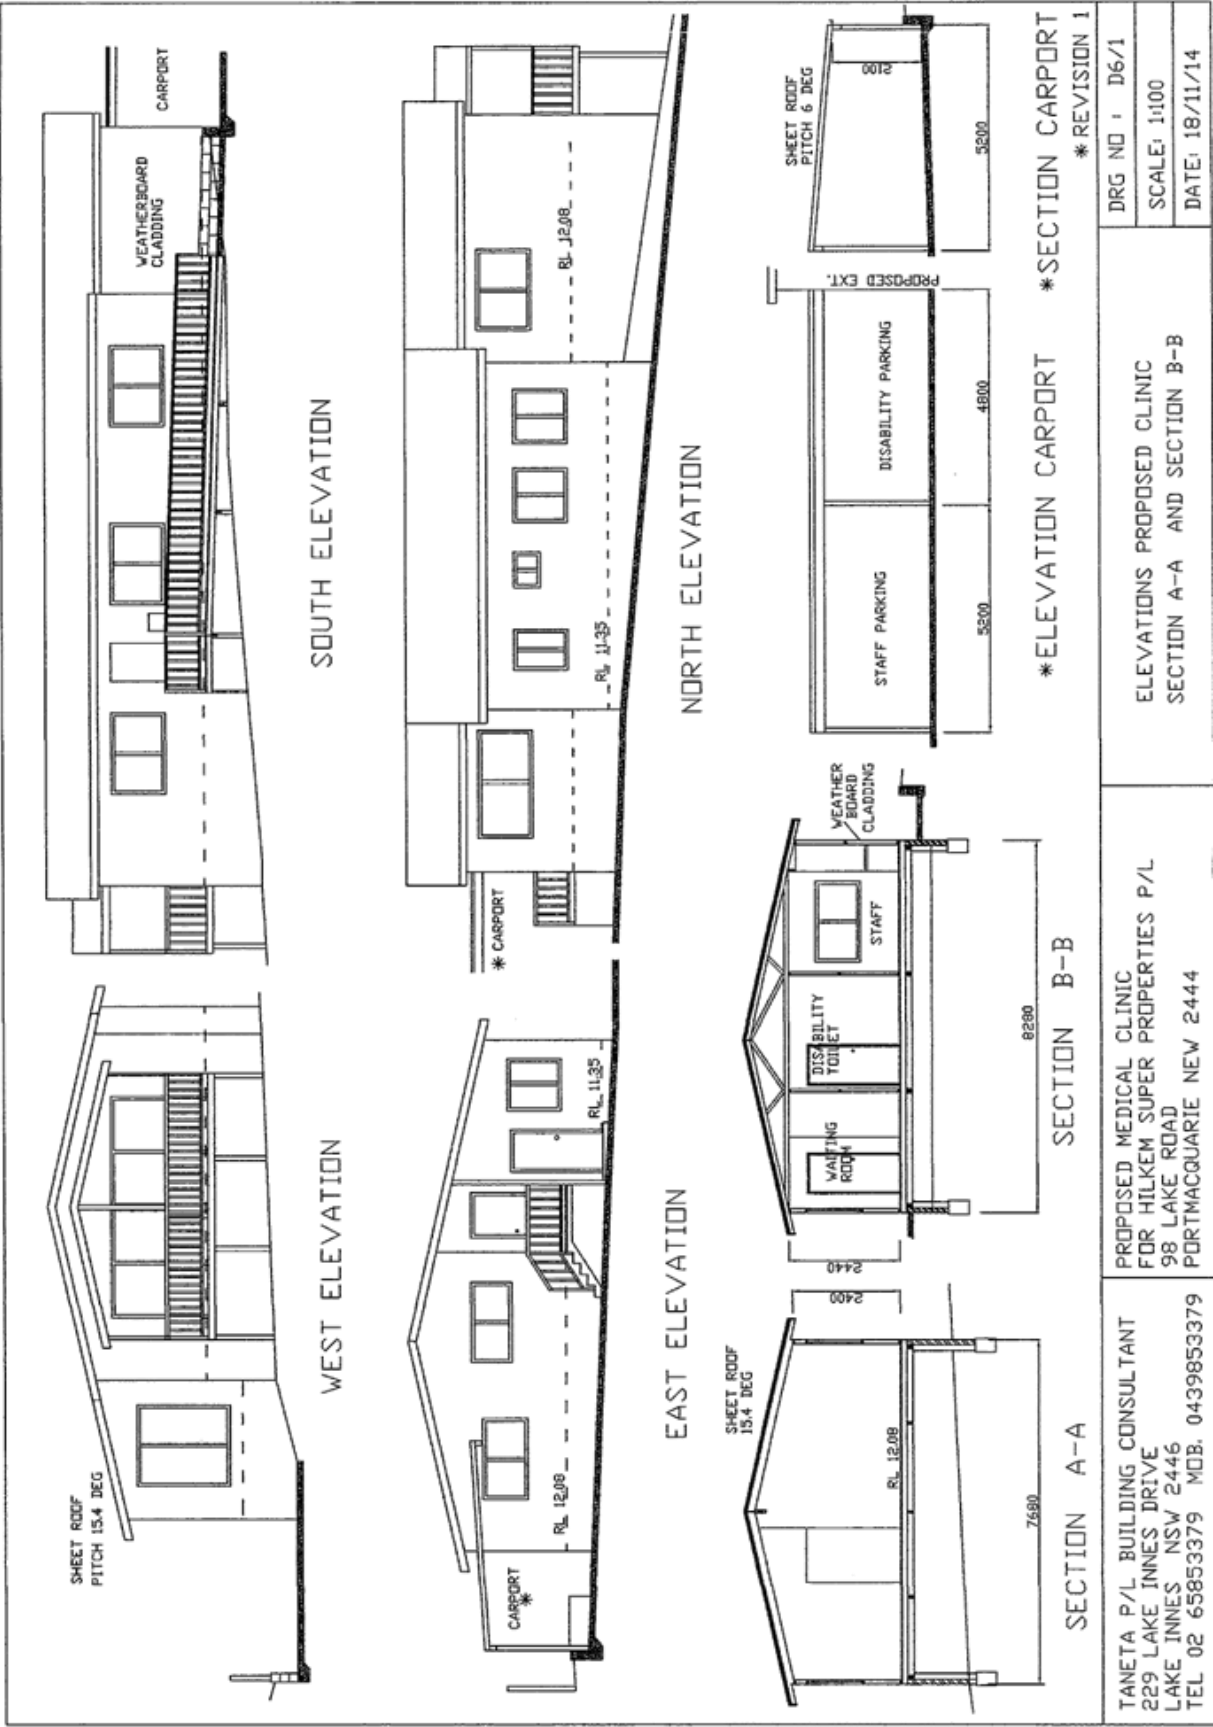 SHEET ROOF
PITCH 15.4 DEG
WEST ELEVATION
WEATHERBOARD
CLADDING
CARPORT
SOUTH ELEVATION
CARPORT
*
RL 12.08
RL 11.35
EAST ELEVATION
* CARPORT
RL 11.35
RL 12.08
NORTH ELEVATION
SHEET ROOF
15.4 DEG
2400
RL 12.08
7680
SECTION A-A
2440
WAITING
ROOM
DISABILITY
TOILET
STAFF
WEATHER
BOARD
CLADDING
8280
SECTION B-B
STAFF PARKING
DISABILITY PARKING
5200
4800
PROPOSED EXT.
*ELEVATION CARPORT
SHEET ROOF
PITCH 6 DEG
2100
5200
*SECTION CARPORT
*REVISION 1
TANETA P/L BUILDING CONSULTANT
229 LAKE INNES DRIVE
LAKE INNES NSW 2446
TEL 02 65853379 MOB. 0439853379
PROPOSED MEDICAL CLINIC
FOR HILKEM SUPER PROPERTIES P/L
98 LAKE ROAD
PORTMACQUARIE NEW 2444
ELEVATIONS PROPOSED CLINIC
SECTION A-A AND SECTION B-B
DRG NO : D6/1
SCALE: 1:100
DATE: 18/11/14